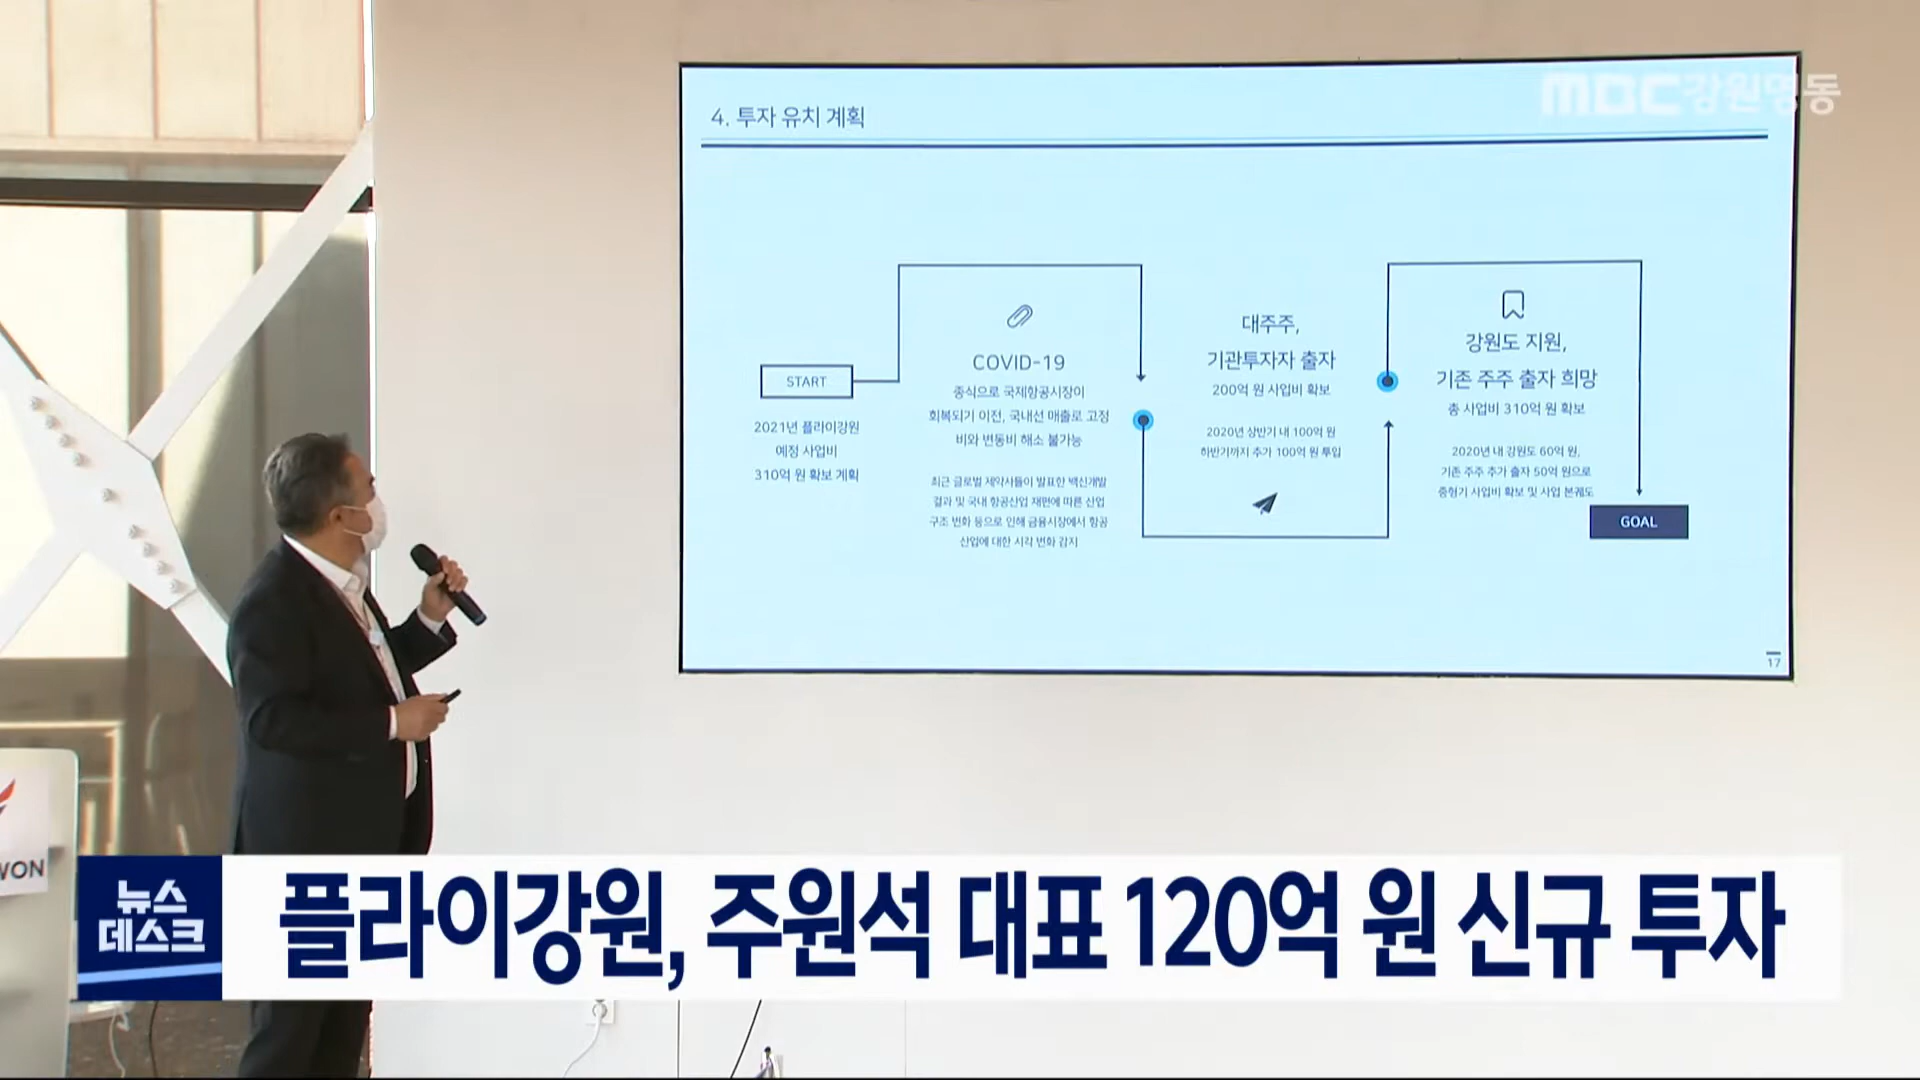 MBC강원영동
4. 투자 유치 계획
START
2021년 플라이강원
예정 사업비
310억 원 확보 계획
COVID-19
종식으로 국제항공시장이
회복되기 이전, 국내선 매출로 고정
비와 변동비 해소 불가능
최근 글로벌 제약사들이 발표한 백신개발
결과 및 국내 항공산업 재편에 따른 산업
구조 변화 등으로 인해 금융시장에서 항공
산업에 대한 시각 변화 감지
대주주,
기관투자자 출자
200억 원 사업비 확보
2020년 상반기 내 100억 원
하반기까지 추가 100억 원 투입
강원도 지원,
기존 주주 출자 희망
총 사업비 310억 원 확보
2020년 내 강원도 60억 원,
기존 주주 추가 출자 50억 원으로
중형기 사업비 확보 및 사업 본궤도
GOAL
17
WON
뉴스
데스크
플라이강원, 주원석 대표 120억 원 신규 투자